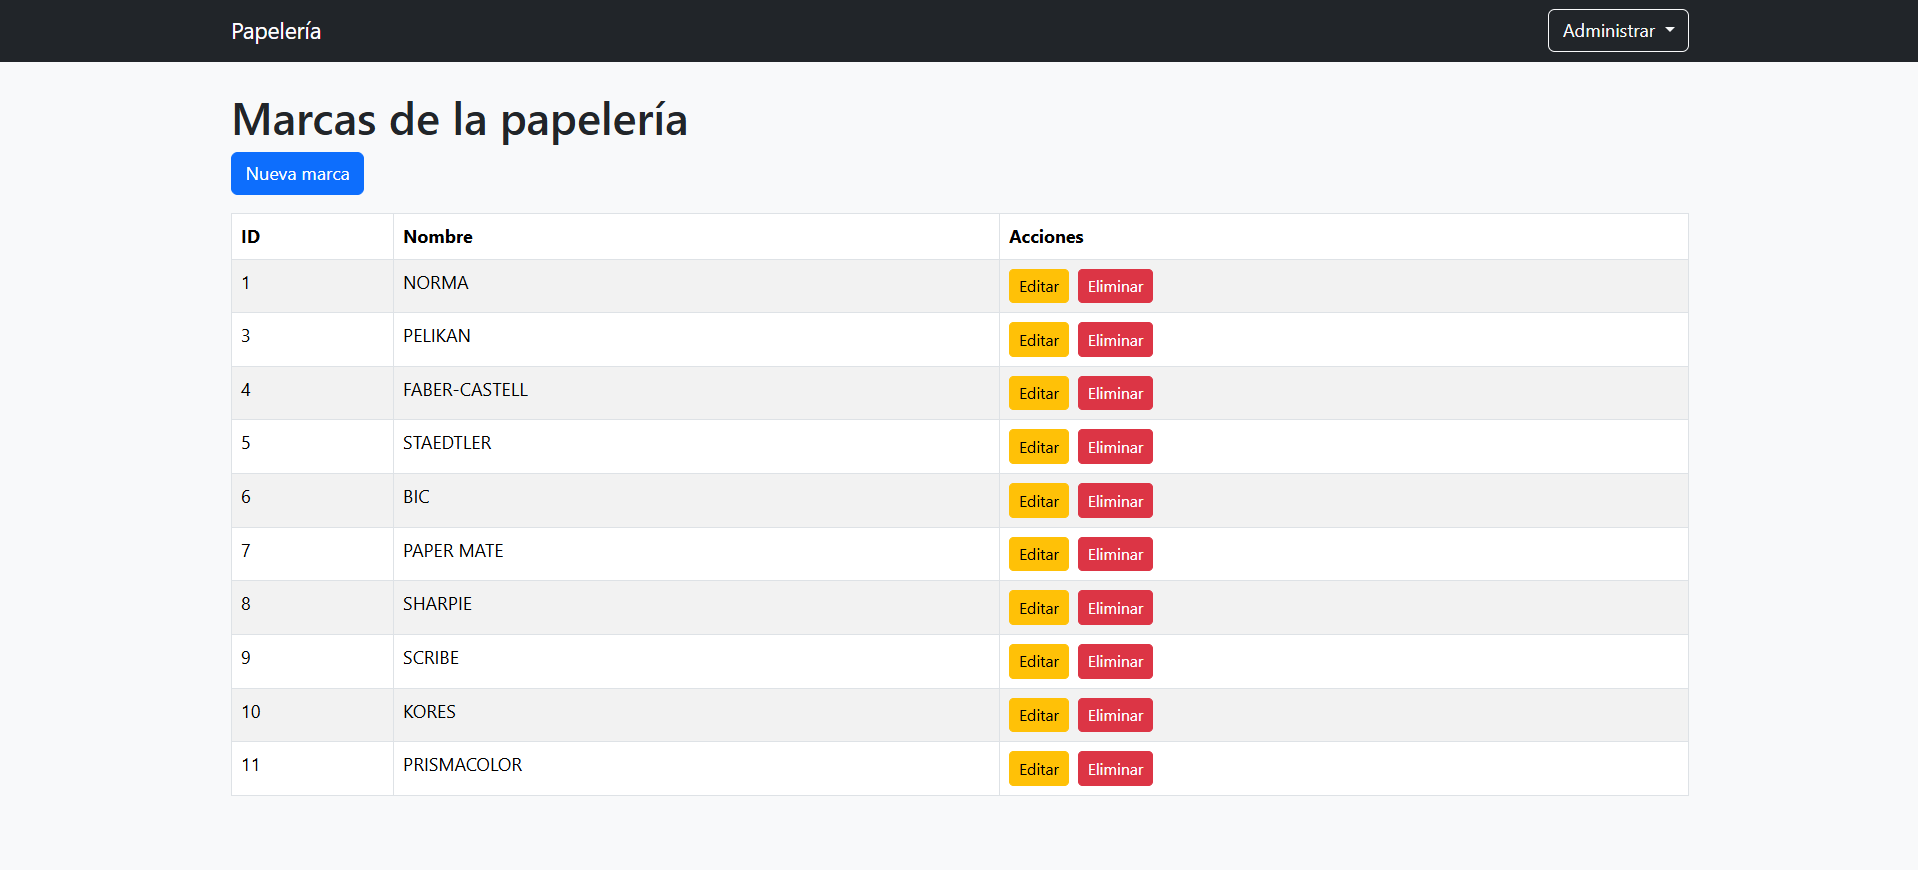 Papelería Administrar
Marcas de la papelería
Nueva marca
ID Nombre Acciones
1 NORMA Editar Eliminar
3 PELIKAN Editar Eliminar
4 FABER-CASTELL Editar Eliminar
5 STAEDTLER Editar Eliminar
6 BIC Editar Eliminar
7 PAPER MATE Editar Eliminar
8 SHARPIE Editar Eliminar
9 SCRIBE Editar Eliminar
10 KORES Editar Eliminar
11 PRISMACOLOR Editar Eliminar